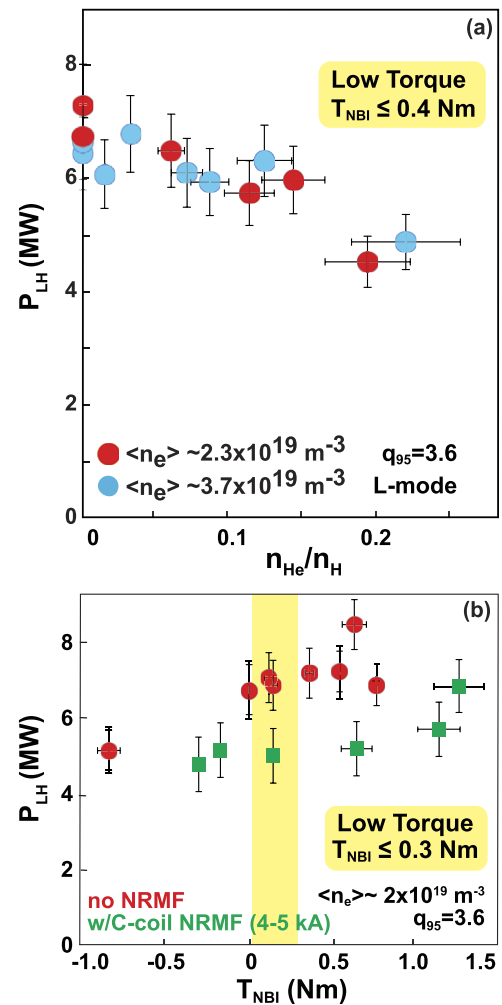 (a)
Low Torque
T_NBI ≤ 0.4 Nm
8
6
4
2
0
P_LH (MW)
<n_e> ~2.3x10^19 m^-3
q_95=3.6
<n_e> ~3.7x10^19 m^-3
L-mode
0 0.1 0.2
n_He/n_H
(b)
8
6
4
2
0
P_LH (MW)
Low Torque
T_NBI ≤ 0.3 Nm
no NRMF
<n_e>~ 2x10^19 m^-3
w/C-coil NRMF (4-5 kA)
q_95=3.6
-1.0 -0.5 0 0.5 1.0 1.5
T_NBI (Nm)